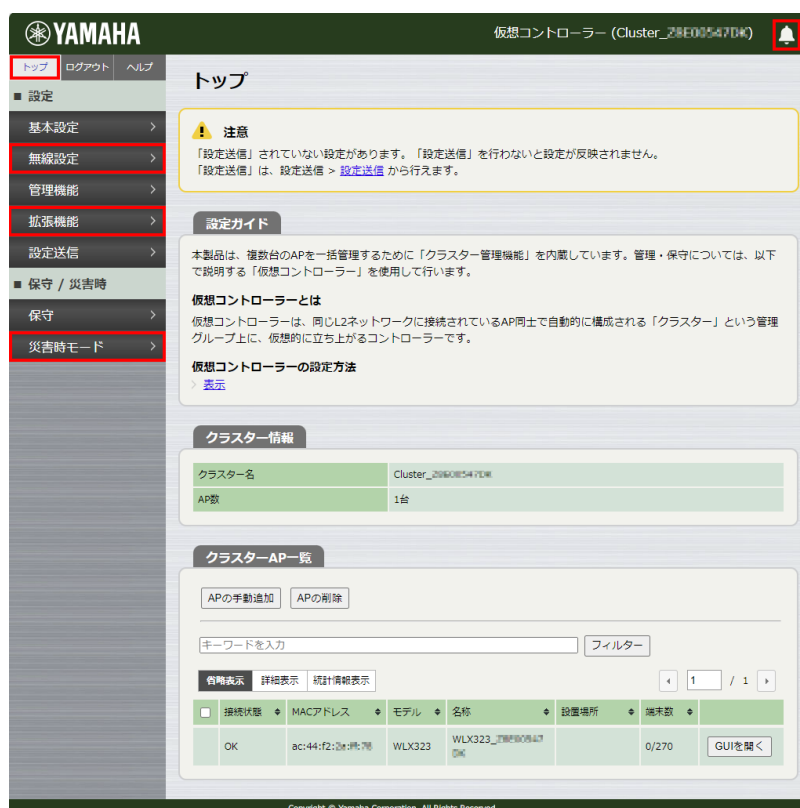 YAMAHA
仮想コントローラー (Cluster_
トップ ログアウト ヘルプ
■ 設定
基本設定
無線設定
管理機能
拡張機能
設定送信
■ 保守 / 災害時
保守
災害時モード
トップ
注意
「設定送信」されていない設定があります。「設定送信」を行わないと設定が反映されません。
「設定送信」は、設定送信 > 設定送信 から行えます。
設定ガイド
本製品は、複数台のAPを一括管理するために「クラスター管理機能」を内蔵しています。管理・保守については、以下
で説明する「仮想コントローラー」を使用して行います。
仮想コントローラーとは
仮想コントローラーは、同じL2ネットワークに接続されているAP同士で自動的に構成される「クラスター」という管理
グループ上に、仮想的に立ち上がるコントローラーです。
仮想コントローラーの設定方法
表示
クラスター情報
クラスター名 Cluster_
AP数 1台
クラスターAP一覧
APの手動追加 APの削除
キーワードを入力 フィルター
省略表示 詳細表示 統計情報表示 1 / 1
接続状態 MACアドレス モデル 名称 設置場所 端末数
OK ac:44:f2: WLX323 WLX323_ 0/270 GUIを開く
Copyright © Yamaha Corporation. All Rights Reserved.